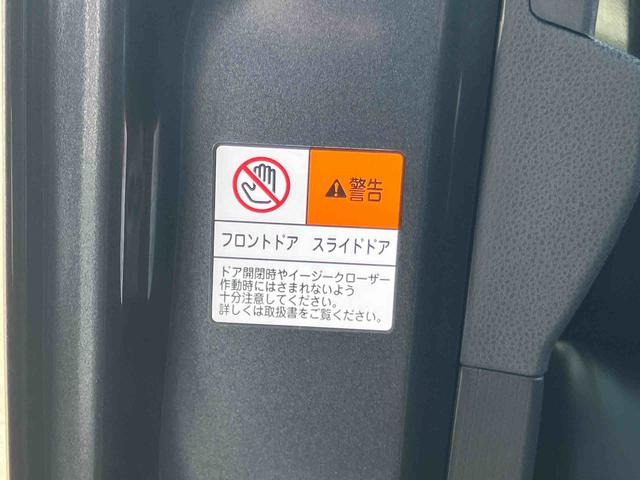 警告
フロントドア スライドドア
ドア開閉時やイージークローザー
作動時にはさまれないよう
十分注意してください。
詳しくは取扱書をご覧ください。